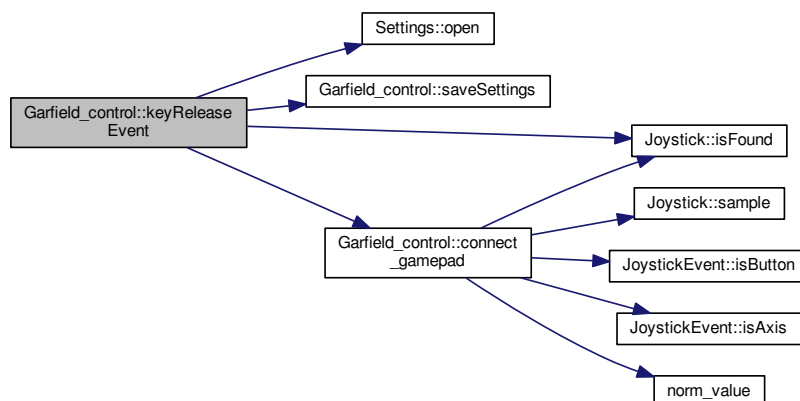 Settings::open
Garfield_control::keyRelease
Event
Garfield_control::saveSettings
Joystick::isFound
Joystick::sample
Garfield_control::connect
_gamepad
JoystickEvent::isButton
JoystickEvent::isAxis
norm_value